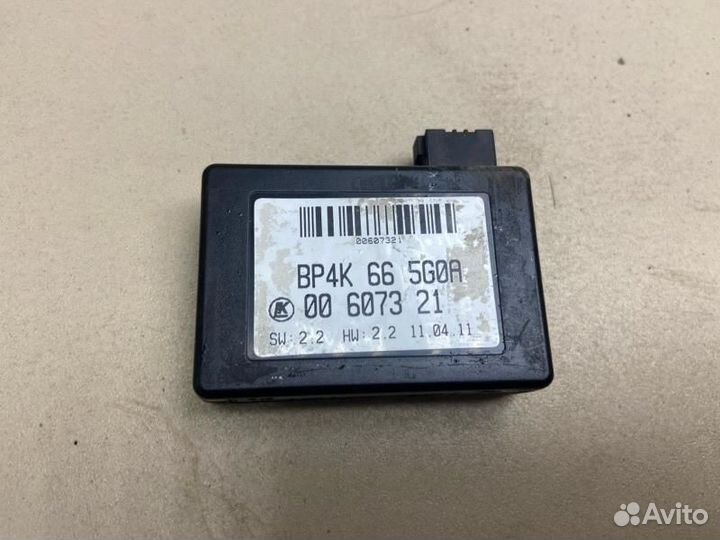 00607321
BP4K 66 5G0A
K 00 6073 21
SW: 2.2 HW: 2.2 11.04.11
Avito